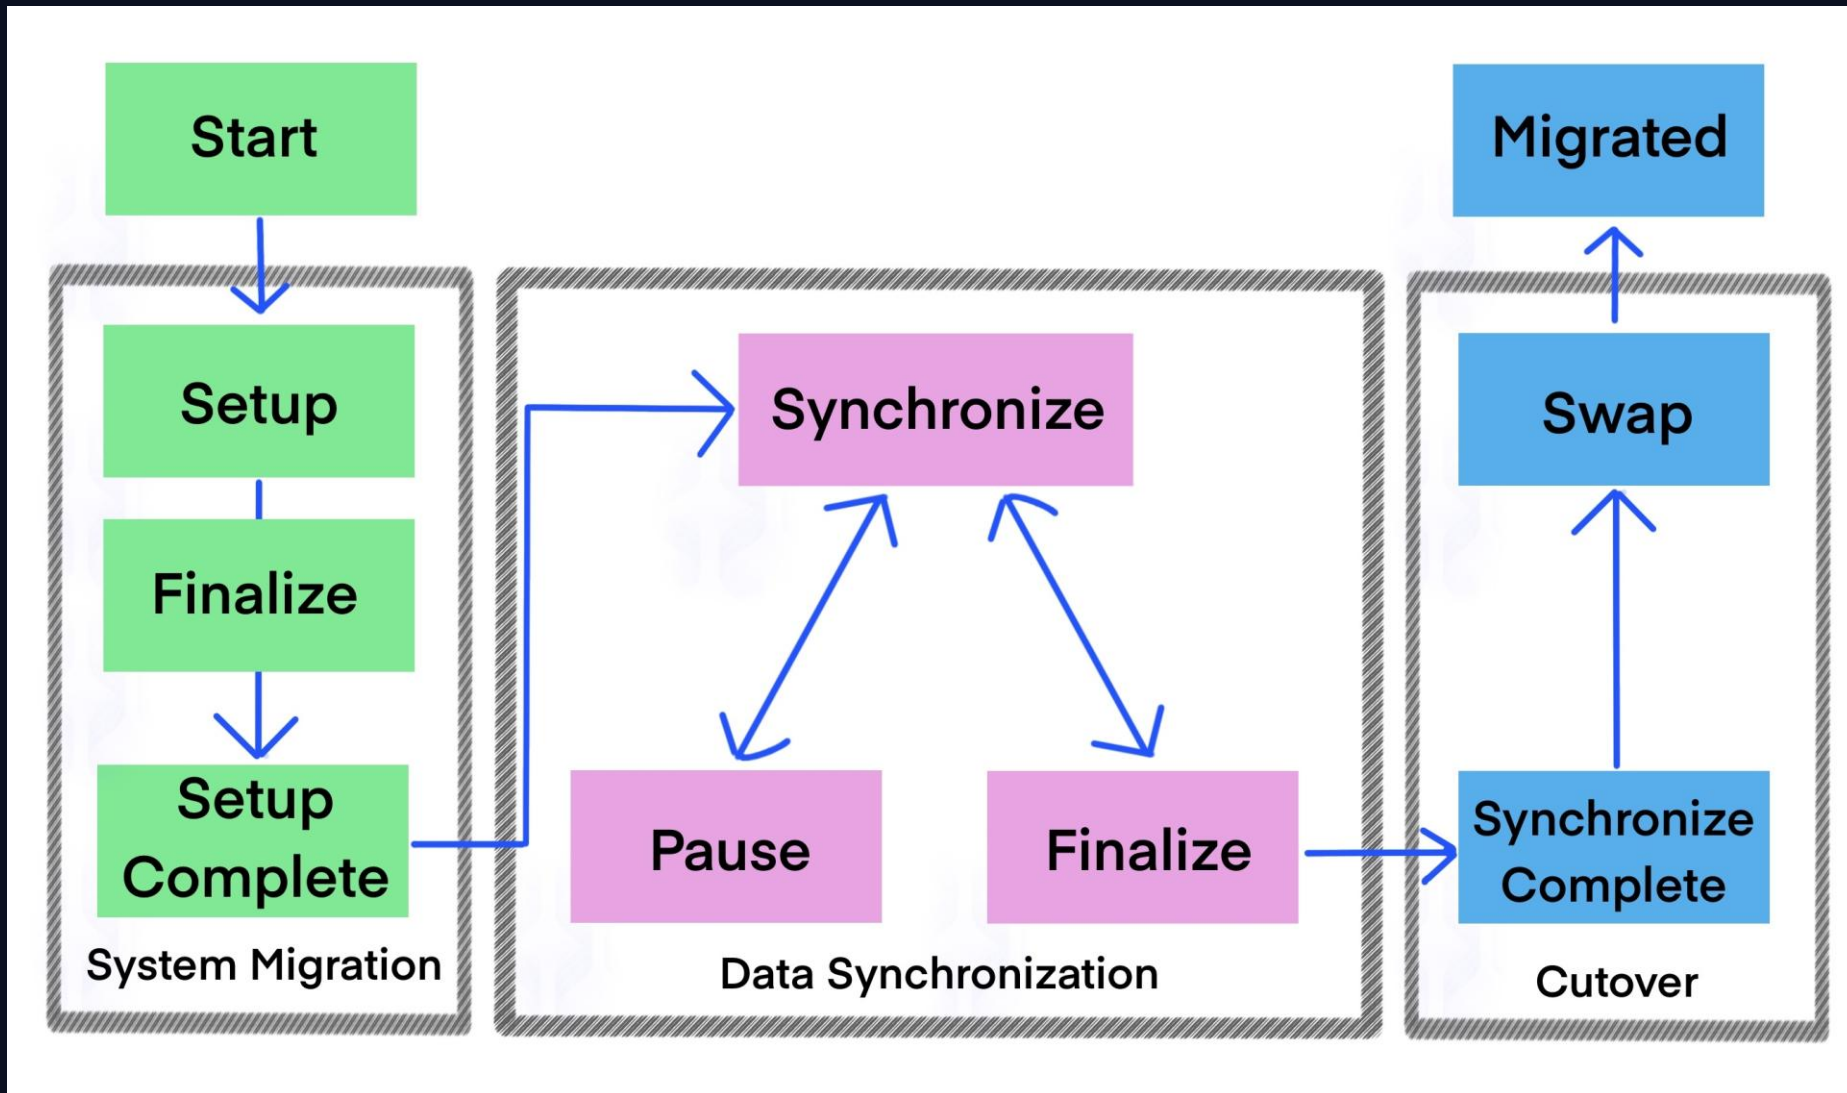 Start
Setup
Finalize
Setup
Complete
System Migration
Synchronize
Pause
Finalize
Data Synchronization
Migrated
Swap
Synchronize
Complete
Cutover